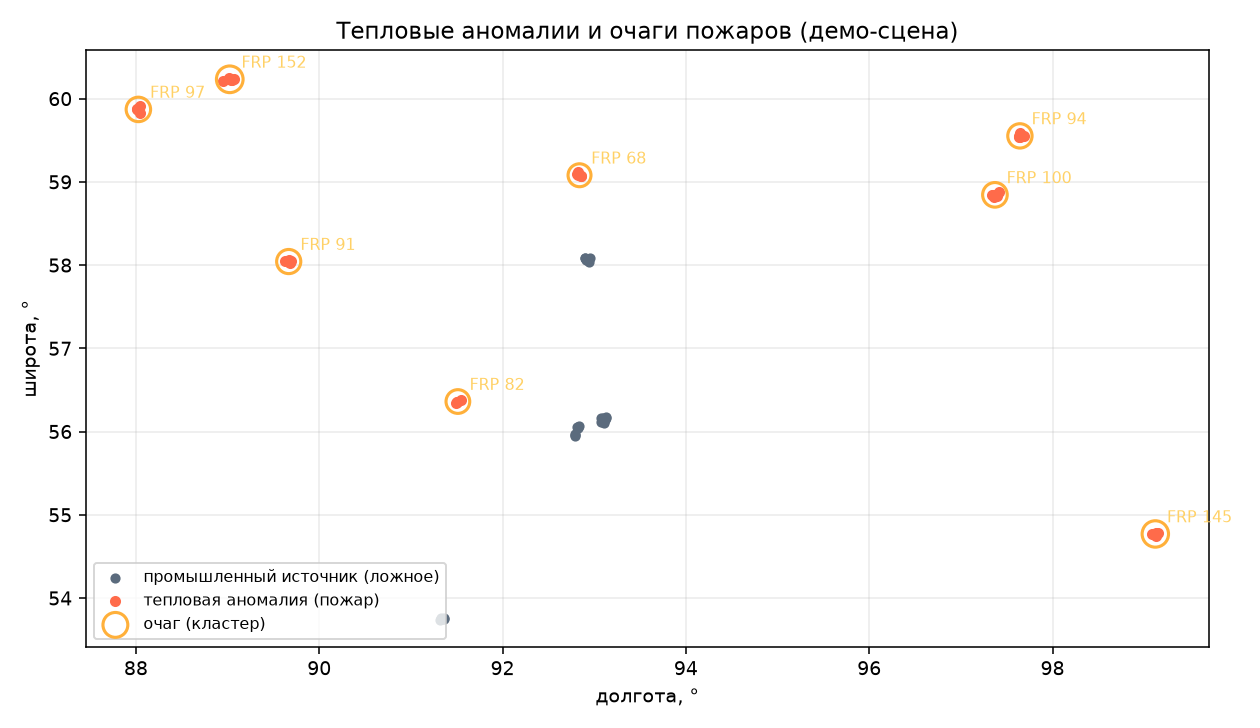 Тепловые аномалии и очаги пожаров (демо-сцена)
FRP 152
FRP 97
FRP 94
FRP 68
FRP 100
FRP 91
FRP 82
FRP 145
60
59
58
57
56
55
54
широта, °
промышленный источник (ложное)
тепловая аномалия (пожар)
очаг (кластер)
88
90
92
94
96
98
долгота, °